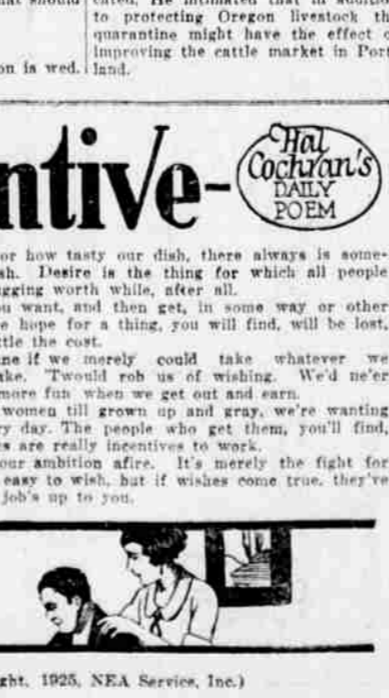 cated. He intimated that in addition
to protecting Oregon livestock th
quarantine might have the effect o
improving the cattle market in Port
on is wed. land.
ntive-
Hal
Cochran's
DAILY
POEM
or how tasty our dish, there always is some-
sh. Desire is the thing for which all people
gging worth while, after all.
ou want, and then get, in some way or other
e hope for a thing, you will find, will be lost,
ttle the cost.
ne if we merely could take whatever we
ake. 'Twould rob us of wishing. We'd ne'er
more fun when we get out and earn.
women till grown up and gray, we're wanting
ry day. The people who get them, you'll find,
s are really incentives to work.
our ambition afire. It's merely the fight for
easy to wish, but if wishes come true, they've
job's up to you.
ght, 1925, NEA Service, Inc.)